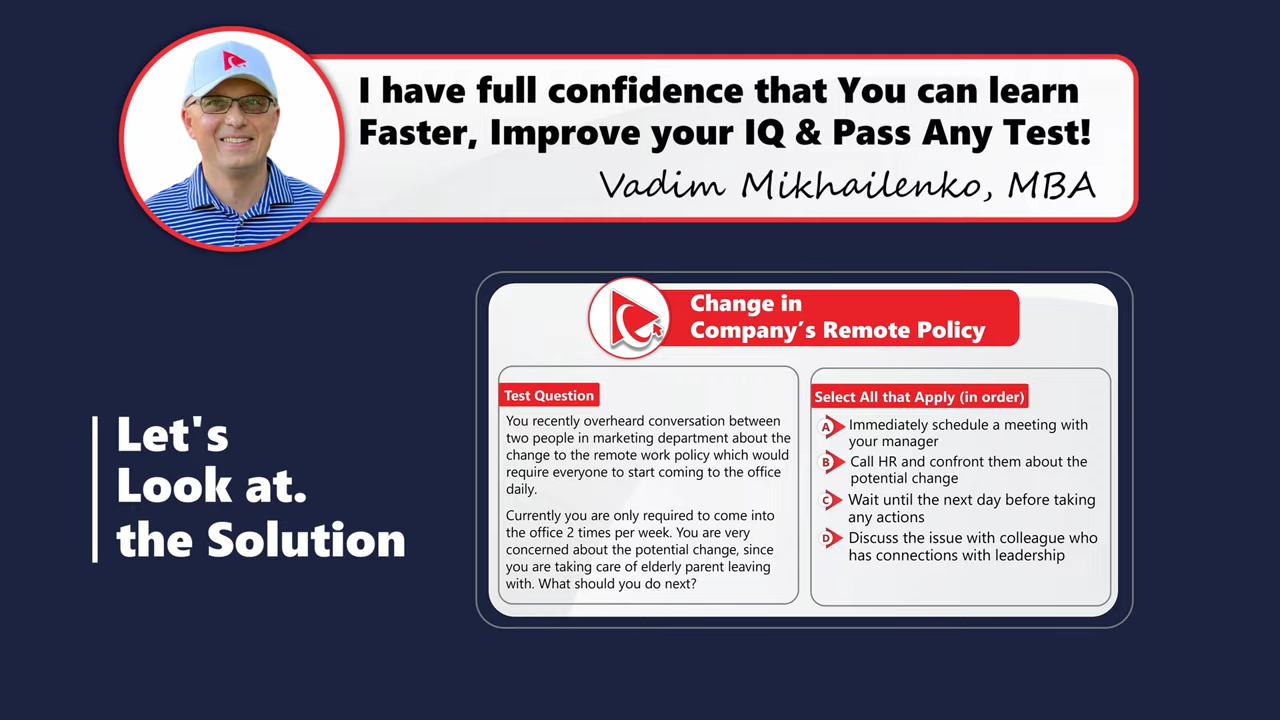 I have full confidence that You can learn
Faster, Improve your IQ & Pass Any Test!
Vadim Mikhailenko, MBA
Let's
Look at.
the Solution
Change in
Company's Remote Policy
Test Question
You recently overheard conversation between
two people in marketing department about the
change to the remote work policy which would
require everyone to start coming to the office
daily.
Currently you are only required to come into
the office 2 times per week. You are very
concerned about the potential change, since
you are taking care of elderly parent leaving
with. What should you do next?
Select All that Apply (in order)
A Immediately schedule a meeting with
your manager
B Call HR and confront them about the
potential change
C Wait until the next day before taking
any actions
D Discuss the issue with colleague who
has connections with leadership